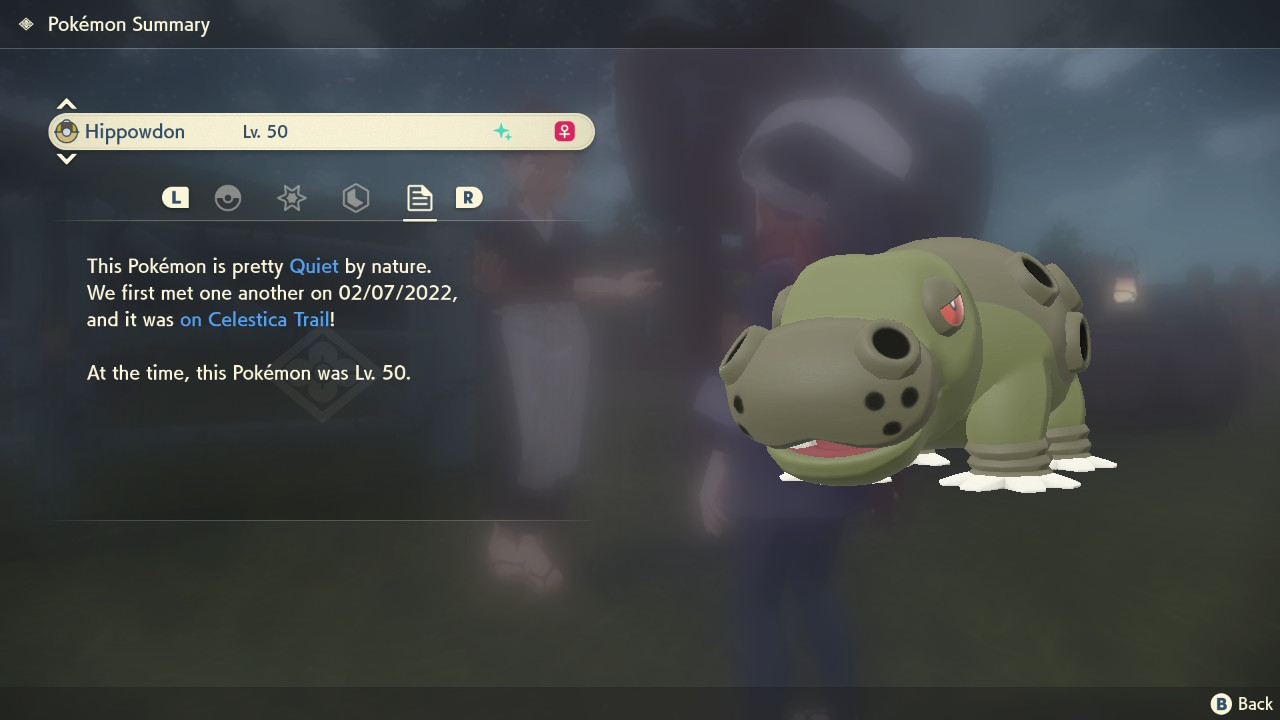 Pokémon Summary
Hippowdon Lv. 50
L R
This Pokémon is pretty Quiet by nature.
We first met one another on 02/07/2022,
and it was on Celestica Trail!
At the time, this Pokémon was Lv. 50.
B Back